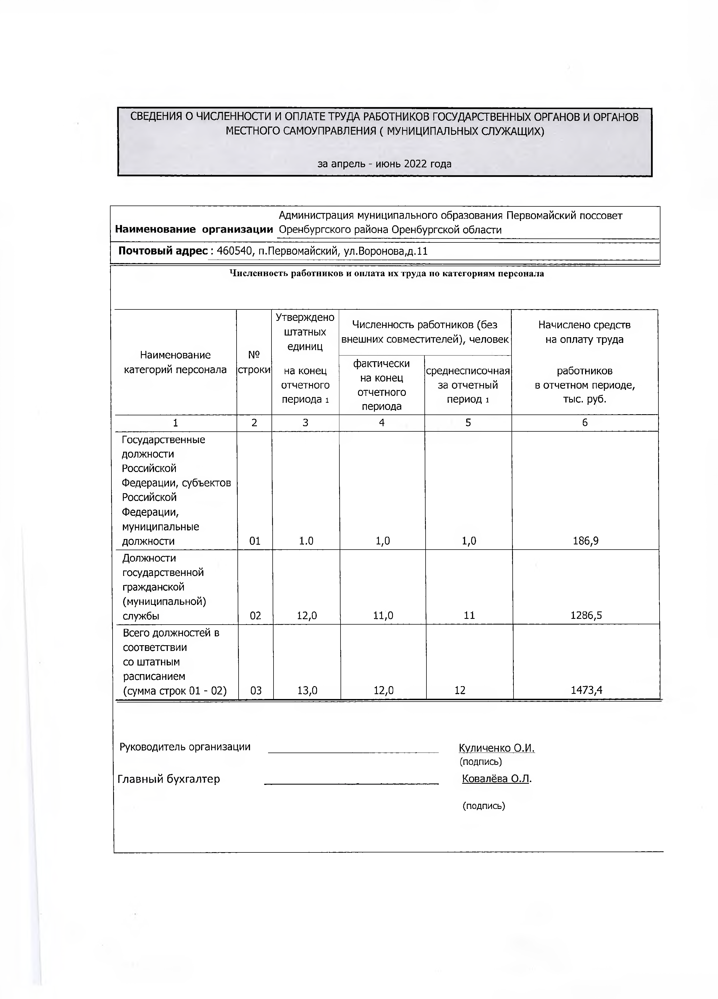 СВЕДЕНИЯ О ЧИСЛЕННОСТИ И ОПЛАТЕ ТРУДА РАБОТНИКОВ ГОСУДАРСТВЕННЫХ ОРГАНОВ И ОРГАНОВ
МЕСТНОГО САМОУПРАВЛЕНИЯ ( МУНИЦИПАЛЬНЫХ СЛУЖАЩИХ)
за апрель - июнь 2022 года
Администрация муниципального образования Первомайский поссовет
Наименование организации Оренбургского района Оренбургской области
Почтовый адрес : 460540, п.Первомайский, ул.Воронова,д.11
Численность работников и оплата их труда по категориям персонала
Наименование
категорий персонала
№
строки
Утверждено
штатных
единиц
на конец
отчетного
периода 1
Численность работников (без
внешних совместителей), человек
фактически
на конец
отчетного
периода
среднесписочная
за отчетный
период 1
Начислено средств
на оплату труда
работников
в отчетном периоде,
тыс. руб.
1 2 3 4 5 6
Государственные
должности
Российской
Федерации, субъектов
Российской
Федерации,
муниципальные
должности 01 1.0 1,0 1,0 186,9
Должности
государственной
гражданской
(муниципальной)
службы 02 12,0 11,0 11 1286,5
Всего должностей в
соответствии
со штатным
расписанием
(сумма строк 01 - 02) 03 13,0 12,0 12 1473,4
Руководитель организации Куличенко О.И.
(подпись)
Главный бухгалтер Ковалёва О.Л.
(подпись)